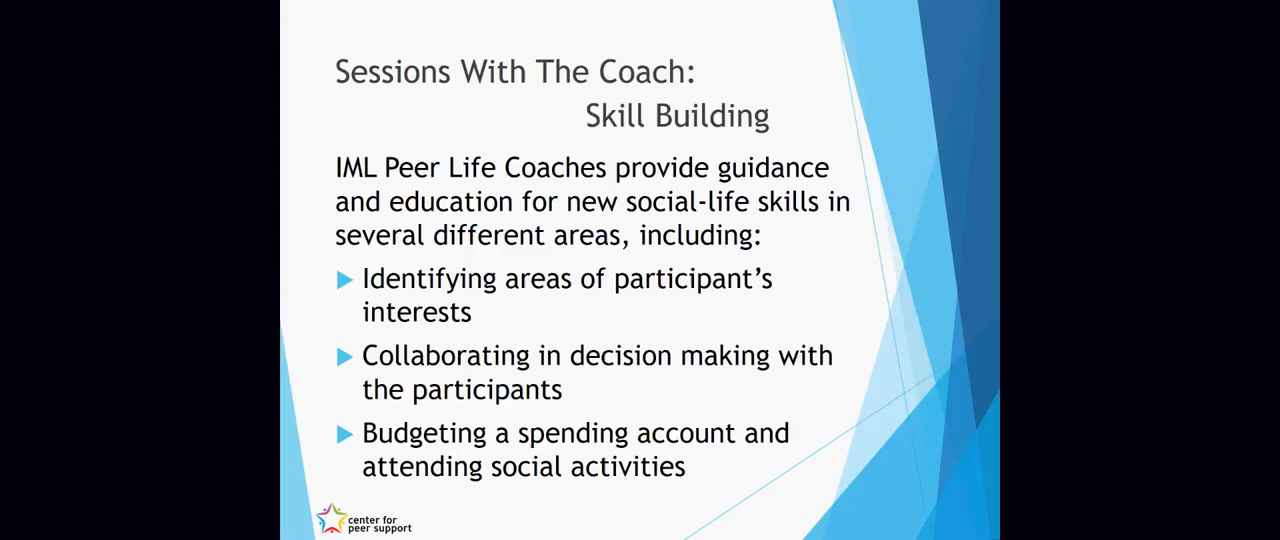 Sessions With The Coach:
Skill Building
IML Peer Life Coaches provide guidance
and education for new social-life skills in
several different areas, including:
Identifying areas of participant’s
interests
Collaborating in decision making with
the participants
Budgeting a spending account and
attending social activities
center for
peer support